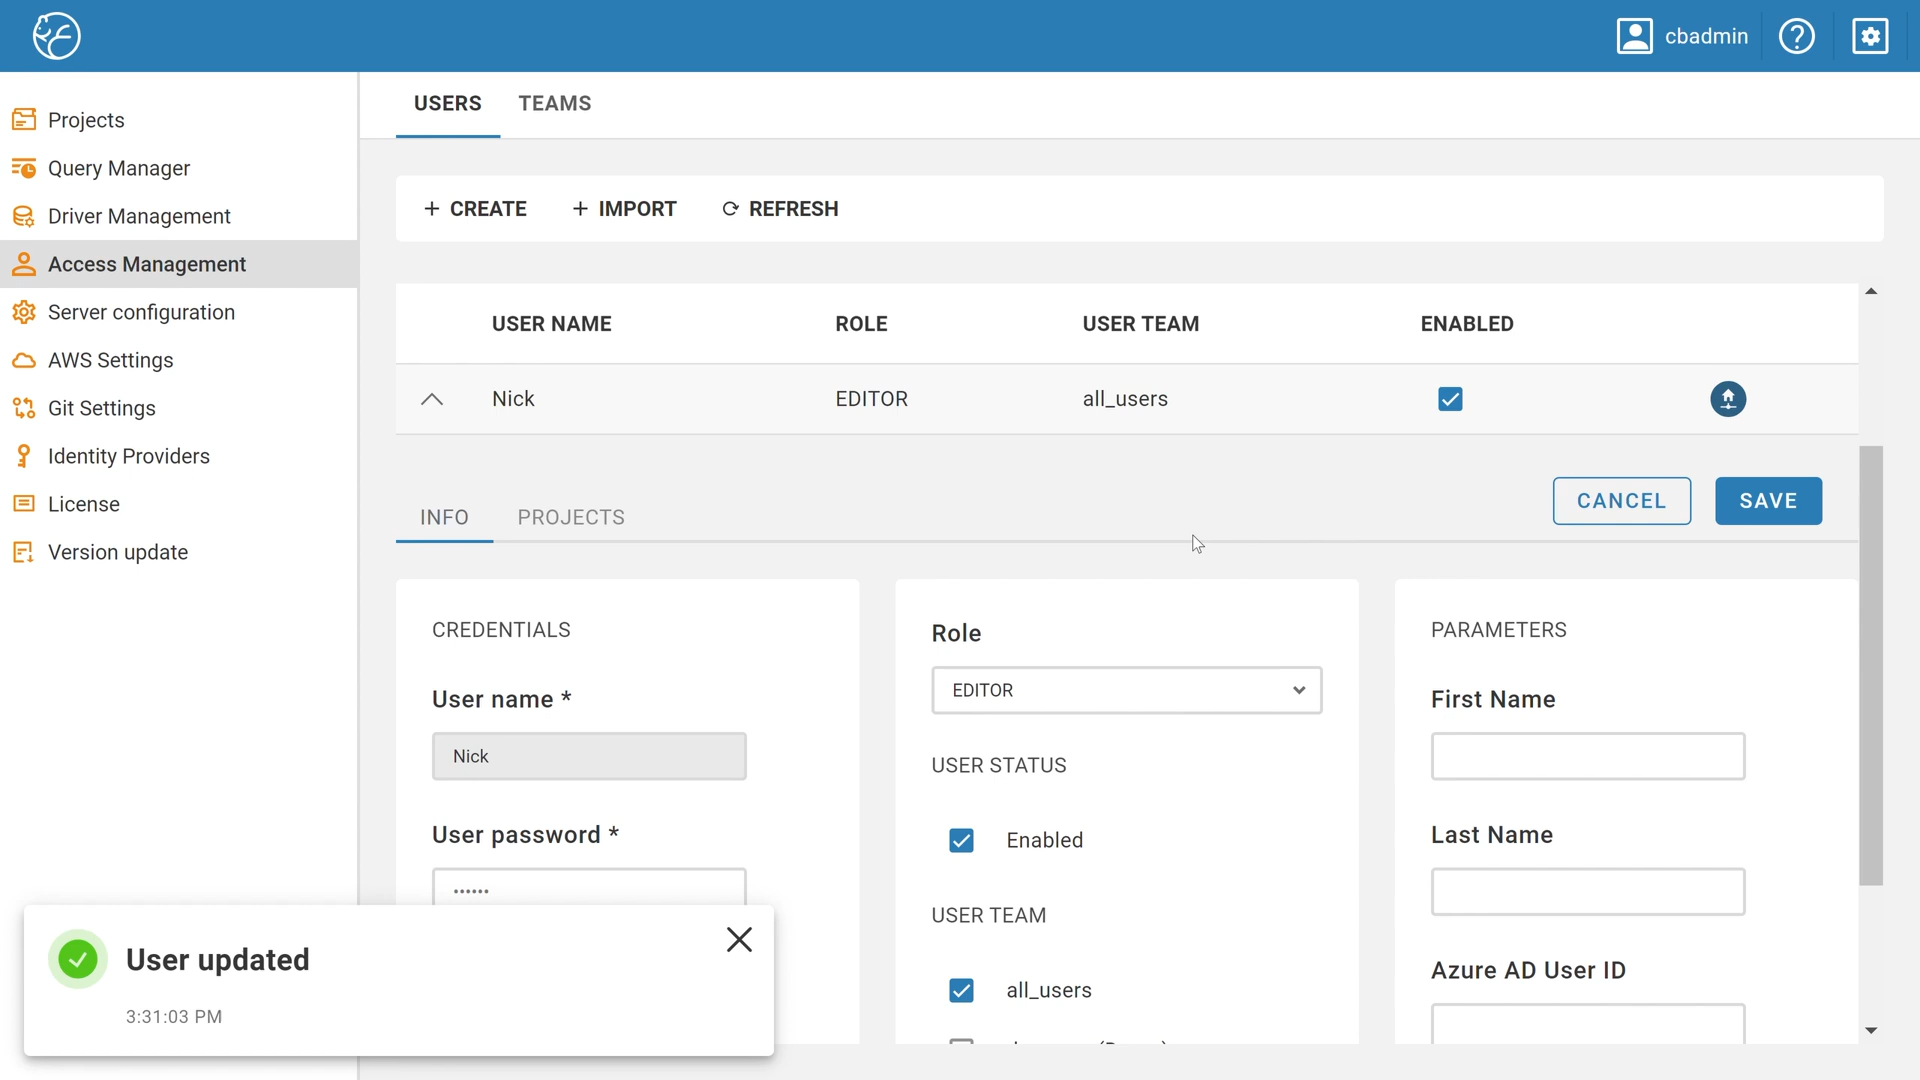 cbadmin
Projects
Query Manager
Driver Management
Access Management
Server configuration
AWS Settings
Git Settings
Identity Providers
License
Version update
USERS TEAMS
+ CREATE + IMPORT REFRESH
USER NAME ROLE USER TEAM ENABLED
Nick EDITOR all_users
INFO PROJECTS CANCEL SAVE
CREDENTIALS
User name *
Nick
User password *
••••••
Role
EDITOR
USER STATUS
Enabled
USER TEAM
all_users
PARAMETERS
First Name
Last Name
Azure AD User ID
User updated
3:31:03 PM